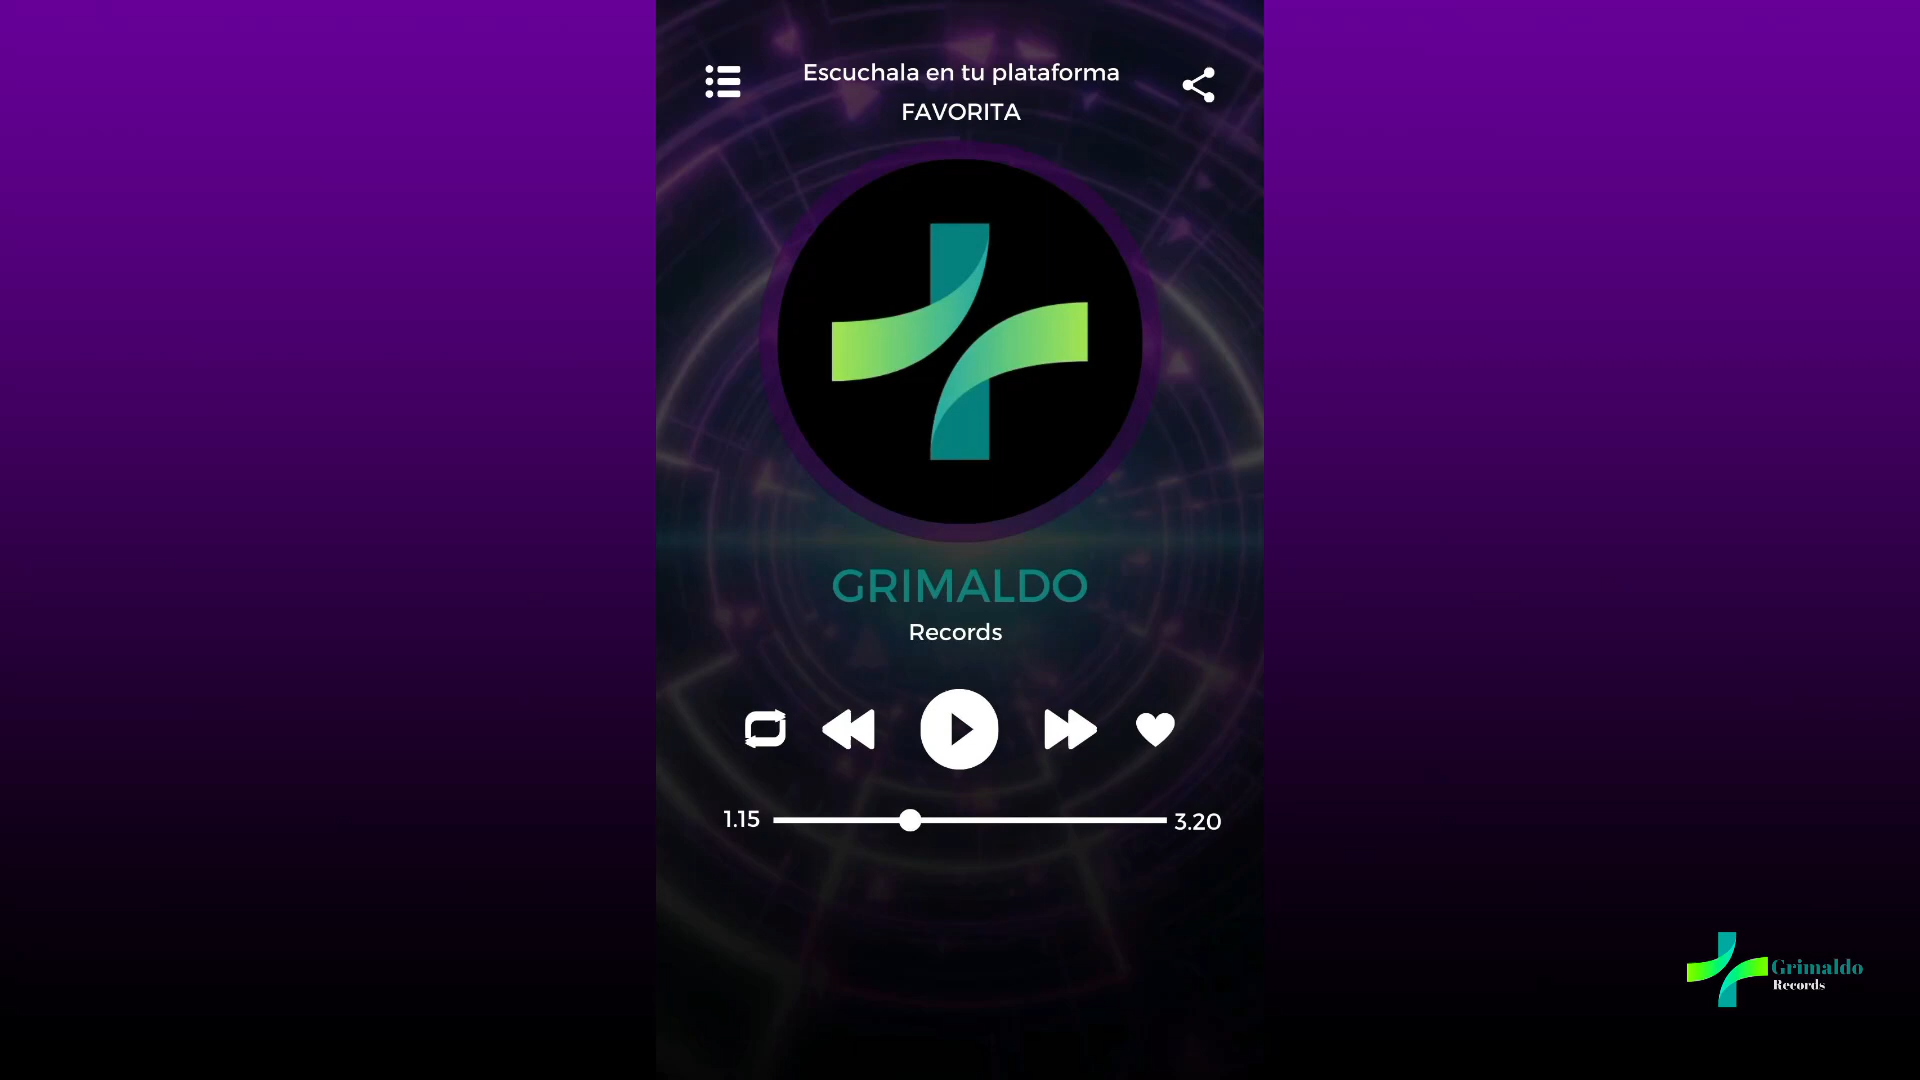 Escuchala en tu plataforma
FAVORITA
GRIMALDO
Records
1.15
3.20
Grimaldo
Records